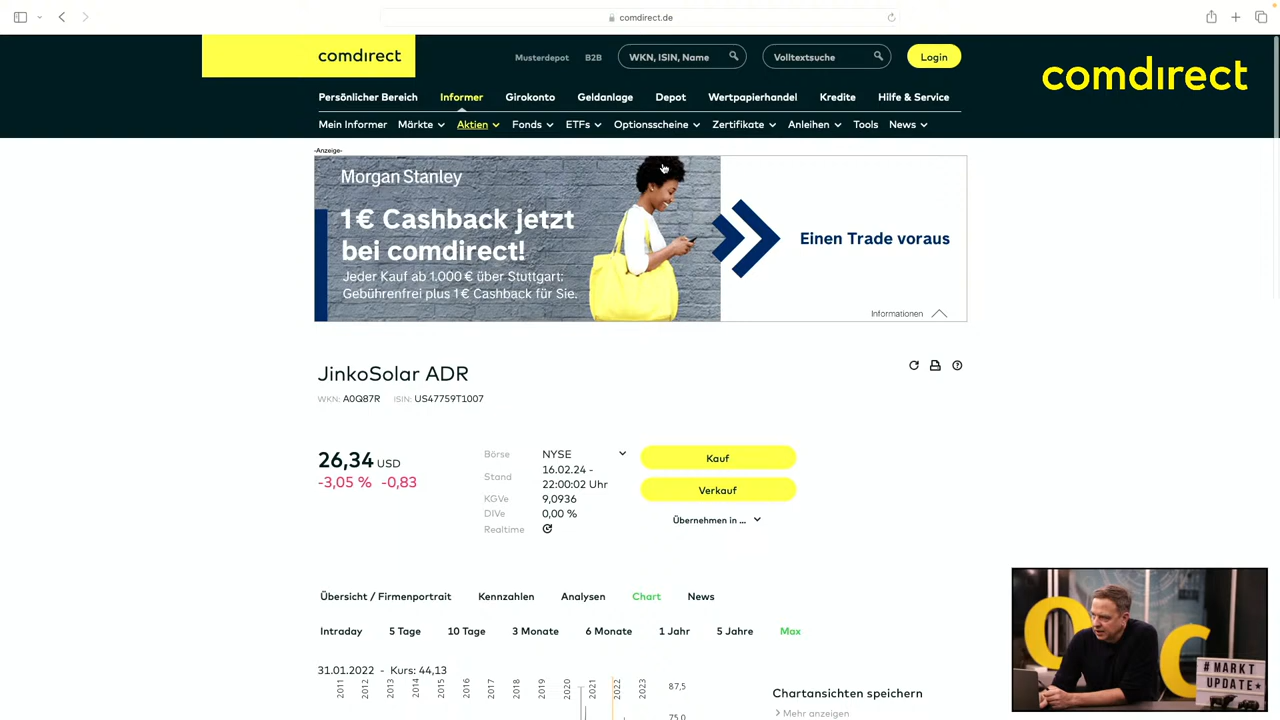 comdirect.de
comdirect
Musterdepot B2B WKN, ISIN, Name Volltextsuche Login
comdirect
Persönlicher Bereich Informer Girokonto Geldanlage Depot Wertpapierhandel Kredite Hilfe & Service
Mein Informer Märkte Aktien Fonds ETFs Optionsscheine Zertifikate Anleihen Tools News
-Anzeige-
Morgan Stanley
1 € Cashback jetzt
bei comdirect!
Jeder Kauf ab 1.000 € über Stuttgart:
Gebührenfrei plus 1 € Cashback für Sie.
Einen Trade voraus
Informationen
JinkoSolar ADR
WKN: A0Q87R ISIN: US47759T1007
26,34 USD
-3,05 % -0,83
Börse NYSE
Stand 16.02.24 -
22:00:02 Uhr
KGVe 9,0936
DIVe 0,00 %
Realtime
Kauf
Verkauf
Übernehmen in ...
Übersicht / Firmenportrait Kennzahlen Analysen Chart News
Intraday 5 Tage 10 Tage 3 Monate 6 Monate 1 Jahr 5 Jahre Max
31.01.2022 - Kurs: 44,13
2011 2012 2013 2014 2015 2016 2017 2018 2019 2020 2021 2022 2023
87,5
75,0
Chartansichten speichern
Mehr anzeigen
# MARKT
UPDATE